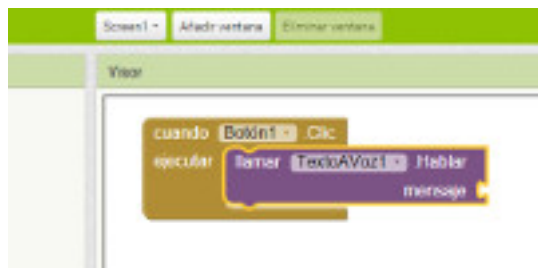 Screen1 Añadir ventana Eliminar ventana
Visor
cuando Botón1 .Clic
ejecutar llamar TextoAVoz1 .Hablar
mensaje